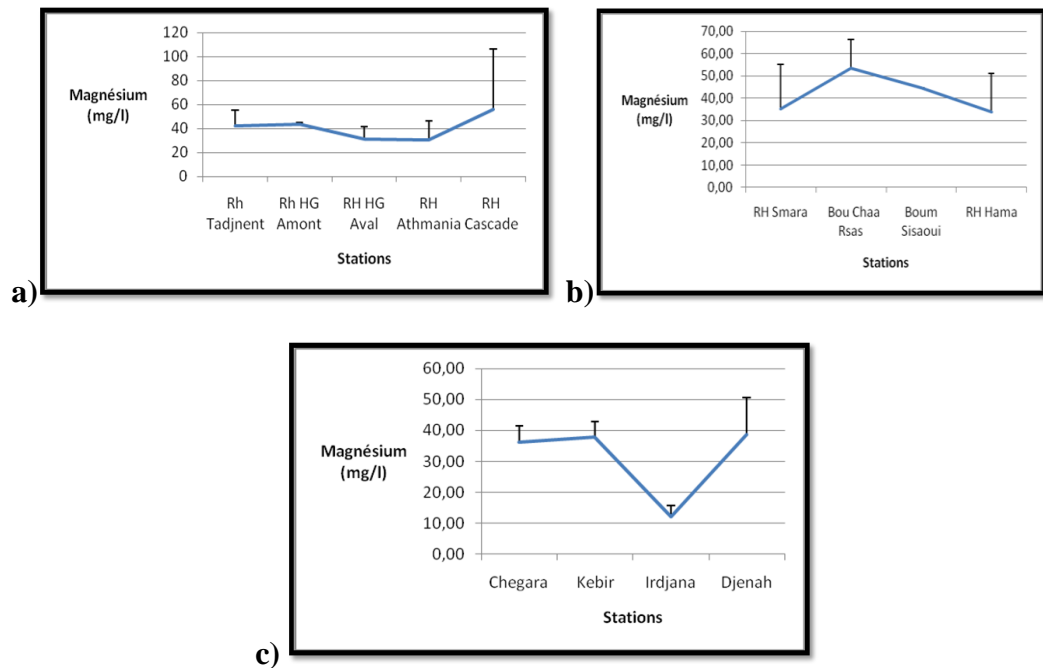 a)
Magnésium
(mg/l)
120
100
80
60
40
20
0
Rh Tadjnent
Rh HG Amont
RH HG Aval
RH Athmania
RH Cascade
Stations
b)
Magnésium
(mg/l)
70,00
60,00
50,00
40,00
30,00
20,00
10,00
0,00
RH Smara
Bou Chaa Rsas
Boum Sisaoui
RH Hama
Stations
c)
Magnésium
(mg/l)
60,00
50,00
40,00
30,00
20,00
10,00
0,00
Chegara
Kebir
Irdjana
Djenah
Stations